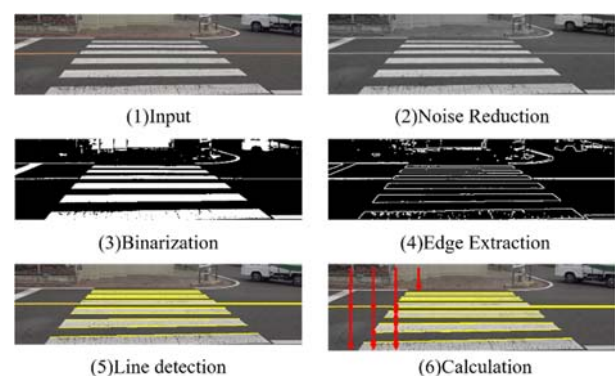 (1)Input
(2)Noise Reduction
(3)Binarization
(4)Edge Extraction
(5)Line detection
(6)Calculation